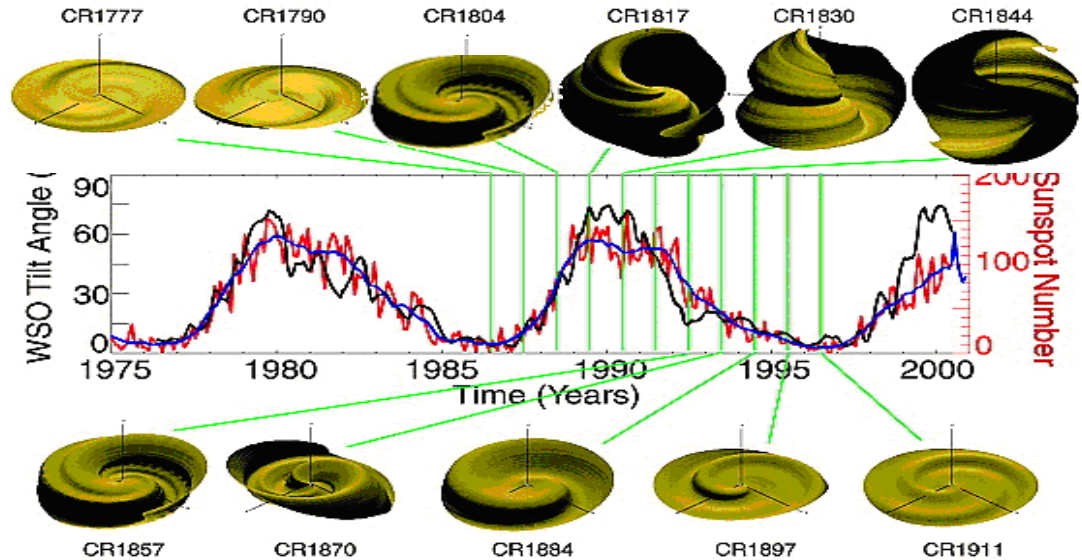 CR1777 CR1790 CR1804 CR1817 CR1830 CR1844
WSO Tilt Angle (
90
60
30
0
200
100
0
Sunspot Number
1975 1980 1985 1990 1995 2000
Time (Years)
CR1857 CR1870 CR1884 CR1897 CR1911